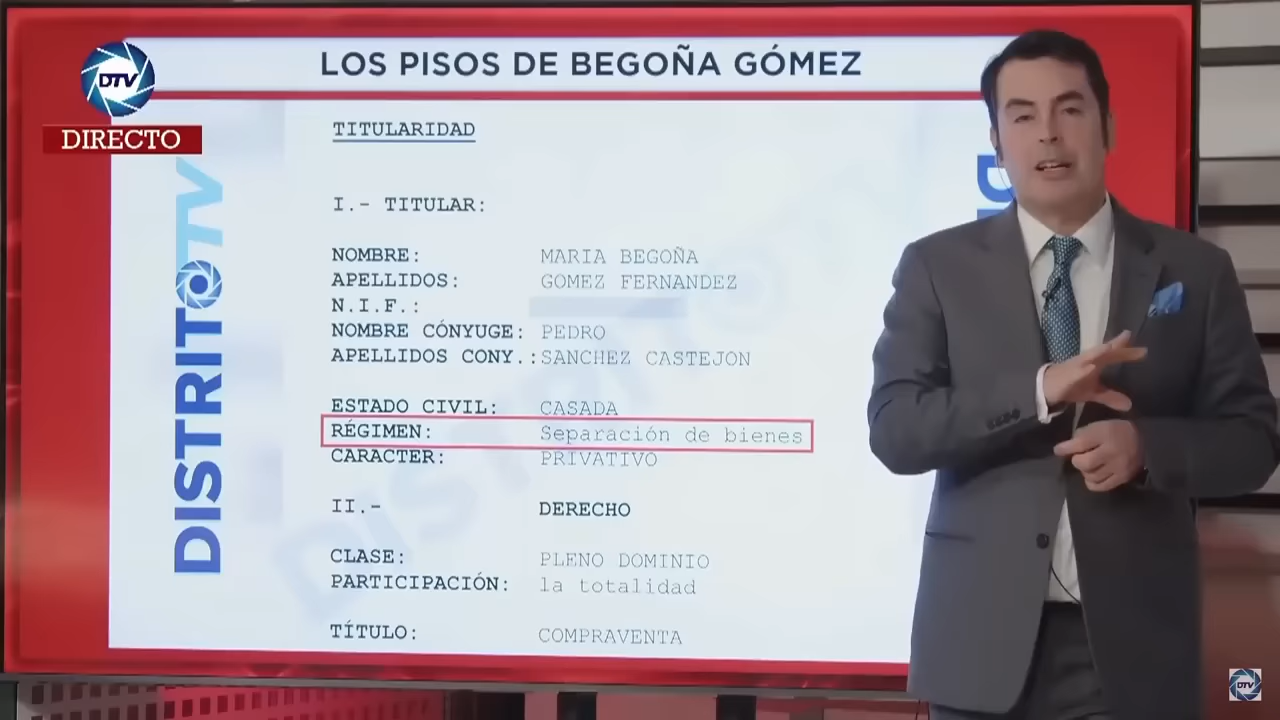 LOS PISOS DE BEGOÑA GÓMEZ
DTV
DIRECTO
DISTRITOTV
TITULARIDAD
I.- TITULAR:
NOMBRE: MARIA BEGOÑA
APELLIDOS: GOMEZ FERNANDEZ
N.I.F.:
NOMBRE CÓNYUGE: PEDRO
APELLIDOS CONY.: SANCHEZ CASTEJON
ESTADO CIVIL: CASADA
RÉGIMEN: Separación de bienes
CARACTER: PRIVATIVO
II.- DERECHO
CLASE: PLENO DOMINIO
PARTICIPACIÓN: la totalidad
TÍTULO: COMPRAVENTA
DTV